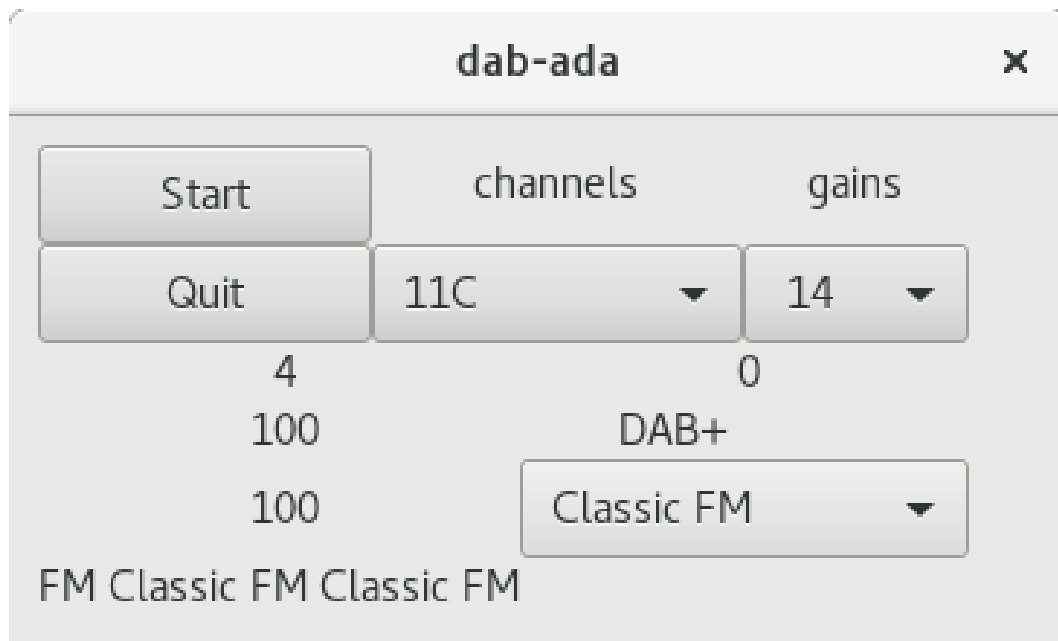 dab-ada ×
Start channels gains
Quit 11C 14
4 0
100 DAB+
100 Classic FM
FM Classic FM Classic FM